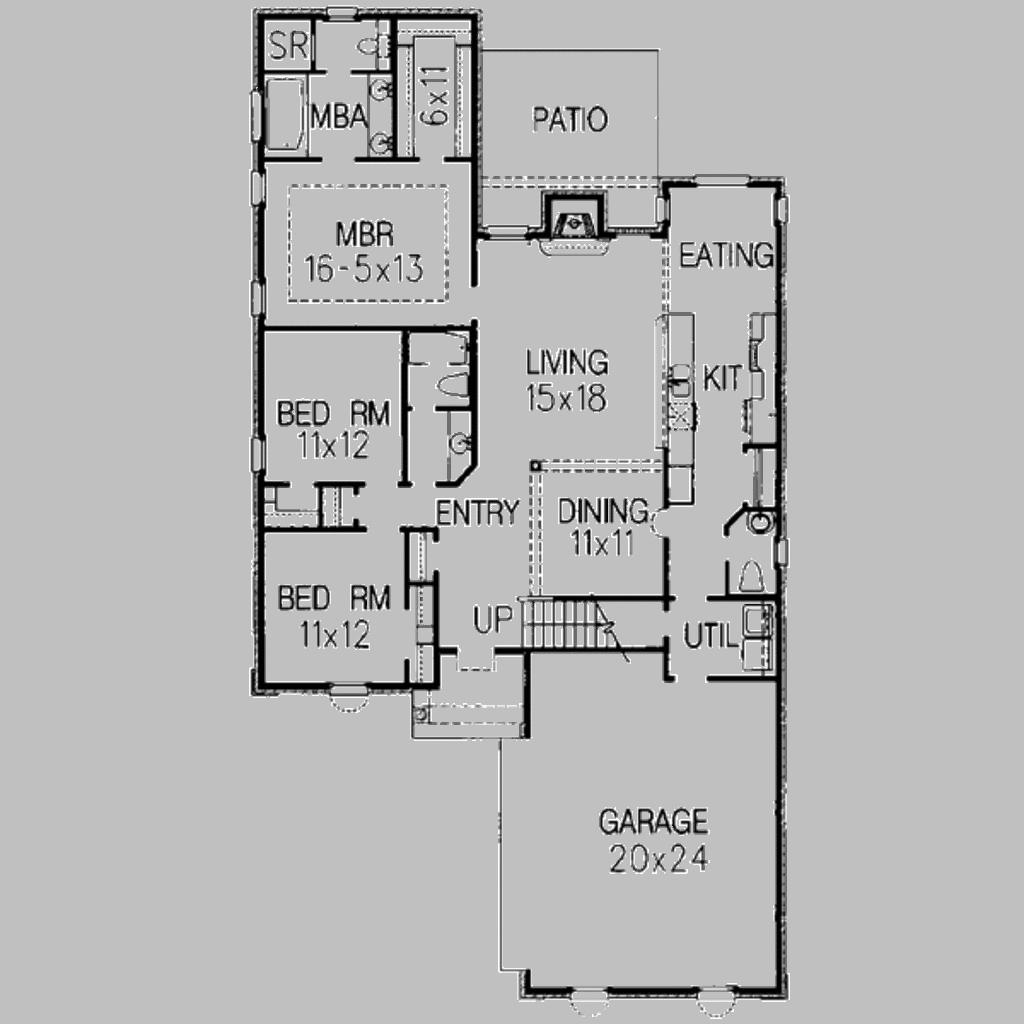 SR
MBA
6x11
PATIO
MBR
16-5x13
EATING
LIVING
15x18
KIT
BED RM
11x12
ENTRY
DINING
11x11
BED RM
11x12
UP
UTIL
GARAGE
20x24